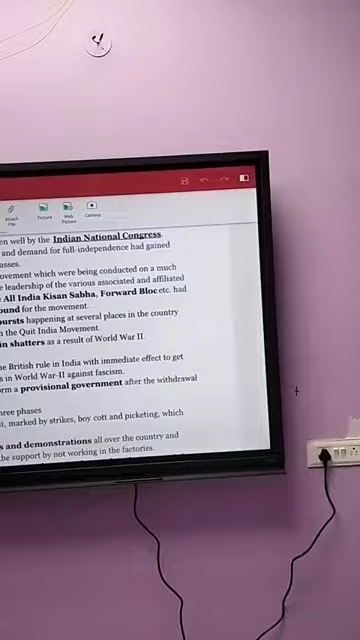 Attach File
Picture
Web Picture
Camera
en well by the Indian National Congress.
and demand for full-independence had gained
asses.
ovement which were being conducted on a much
e leadership of the various associated and affiliated
All India Kisan Sabha, Forward Bloc etc. had
ound for the movement.
bursts happening at several places in the country
h the Quit India Movement.
in shatters as a result of World War II.
he British rule in India with immediate effect to get
s in World War-II against fascism.
orm a provisional government after the withdrawal
hree phases
it, marked by strikes, boy cott and picketing, which
s and demonstrations all over the country and
the support by not working in the factories.